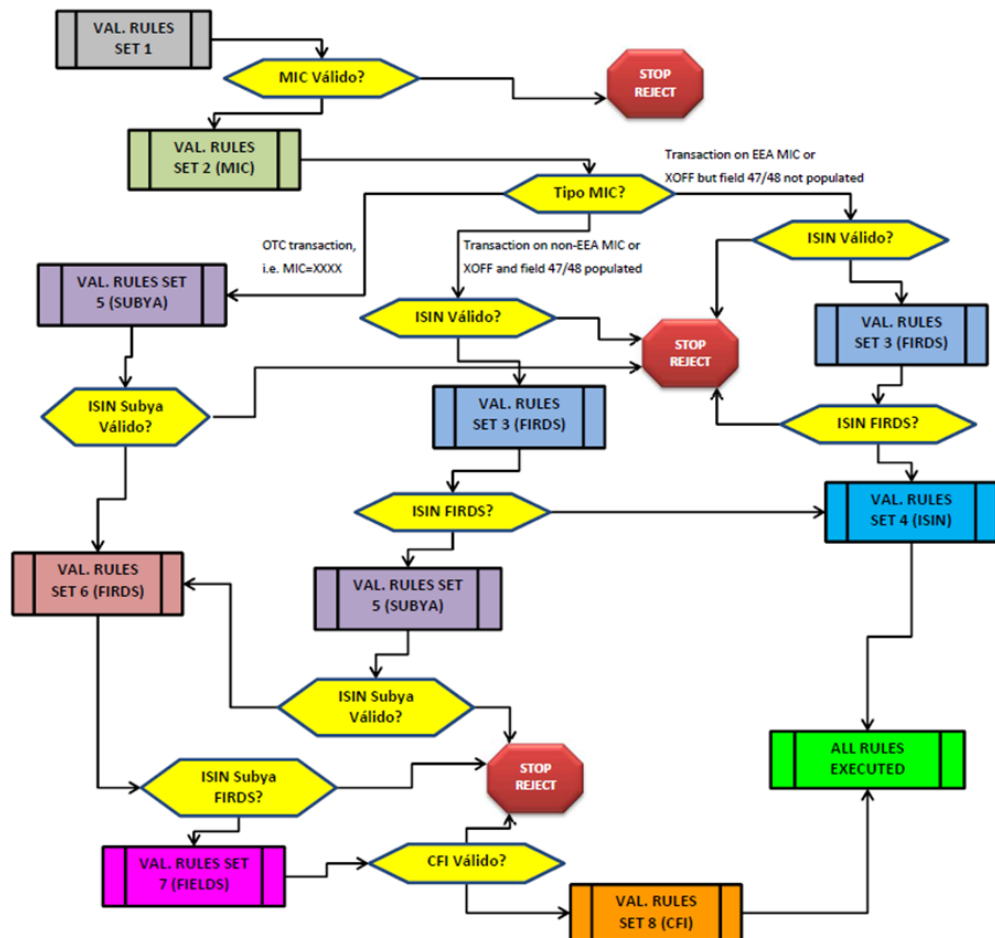 VAL. RULES
SET 1
MIC Válido?
STOP
REJECT
VAL. RULES
SET 2 (MIC)
Transaction on EEA MIC or
XOFF but field 47/48 not populated
Tipo MIC?
OTC transaction,
i.e. MIC=XXXX
Transaction on non-EEA MIC or
XOFF and field 47/48 populated
ISIN Válido?
VAL. RULES SET
5 (SUBYA)
ISIN Válido?
STOP
REJECT
VAL. RULES
SET 3 (FIRDS)
ISIN Subya
Válido?
VAL. RULES
SET 3 (FIRDS)
ISIN FIRDS?
ISIN FIRDS?
VAL. RULES
SET 4 (ISIN)
VAL. RULES
SET 6 (FIRDS)
VAL. RULES SET
5 (SUBYA)
ISIN Subya
Válido?
ISIN Subya
FIRDS?
STOP
REJECT
ALL RULES
EXECUTED
VAL. RULES SET
7 (FIELDS)
CFI Válido?
VAL. RULES
SET 8 (CFI)